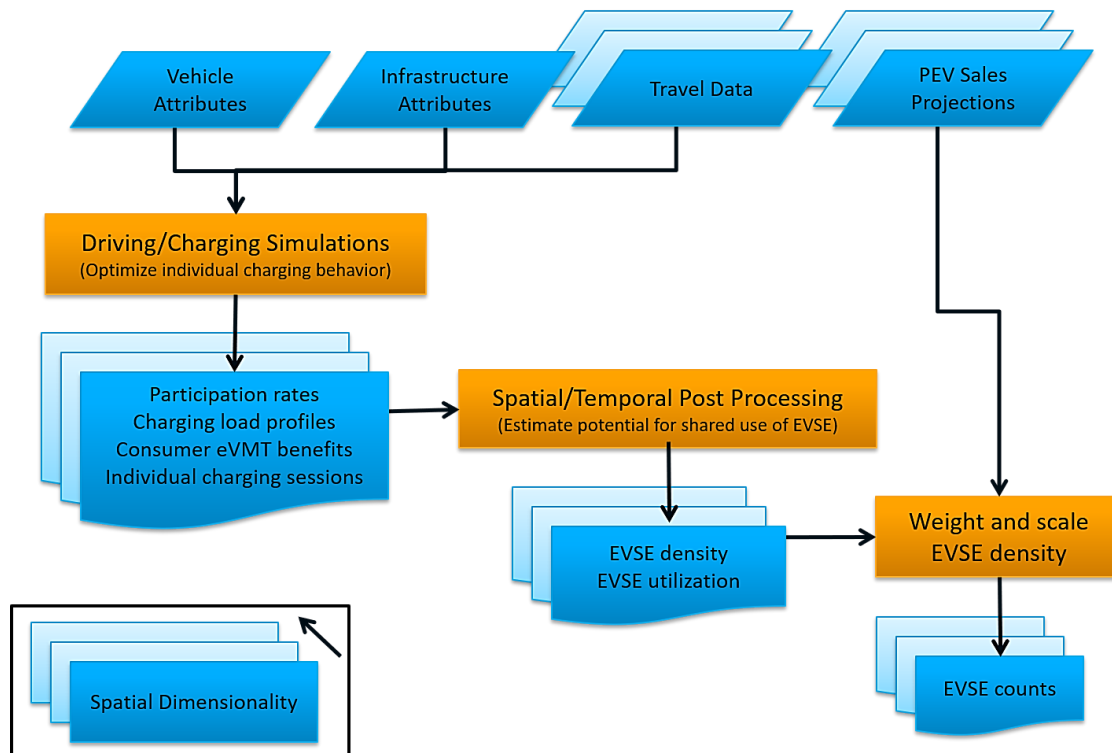 Vehicle
Attributes
Infrastructure
Attributes
Travel Data
PEV Sales
Projections
Driving/Charging Simulations
(Optimize individual charging behavior)
Participation rates
Charging load profiles
Consumer eVMT benefits
Individual charging sessions
Spatial/Temporal Post Processing
(Estimate potential for shared use of EVSE)
EVSE density
EVSE utilization
Weight and scale
EVSE density
EVSE counts
Spatial Dimensionality